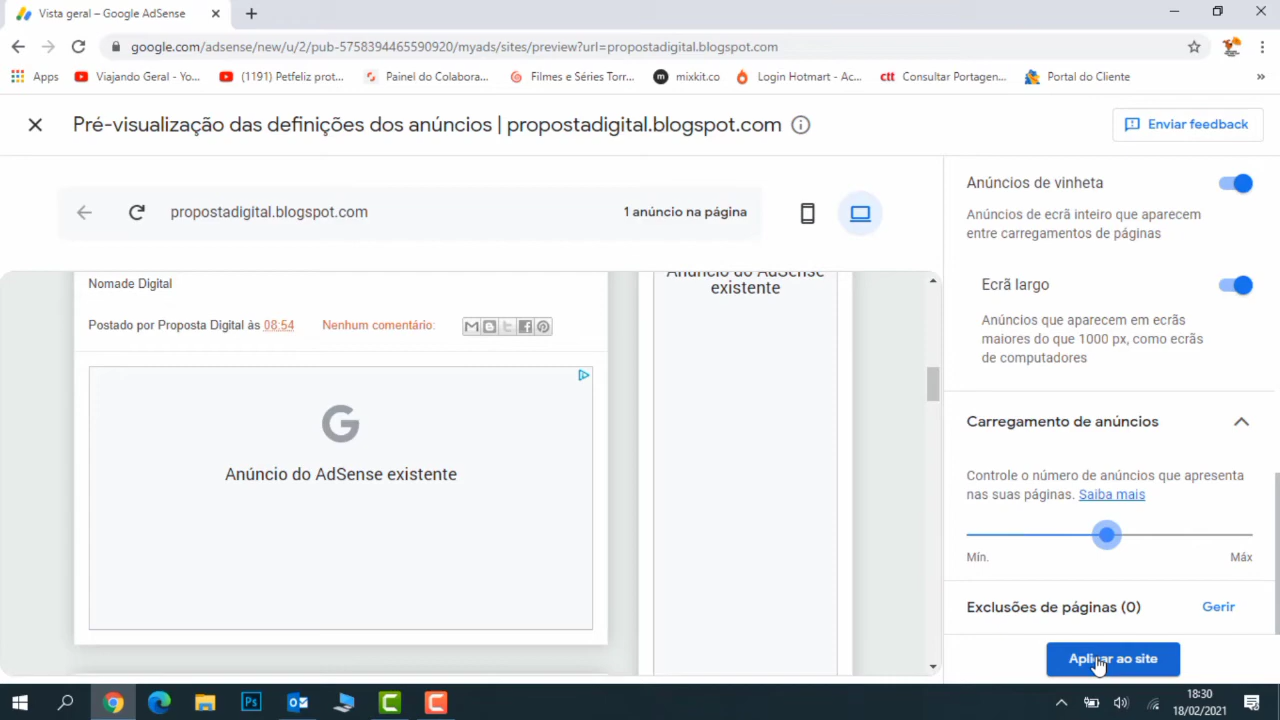 Vista geral – Google AdSense
google.com/adsense/new/u/2/pub-5758394465590920/myads/sites/preview?url=propostadigital.blogspot.com
Apps
Viajando Geral - Yo...
(1191) Petfeliz prot...
Painel do Colabora...
Filmes e Séries Torr...
m
mixkit.co
Login Hotmart - Ac...
ctt
Consultar Portagen...
Portal do Cliente
»
Pré-visualização das definições dos anúncios | propostadigital.blogspot.com
Enviar feedback
propostadigital.blogspot.com
1 anúncio na página
Nomade Digital
Postado por Proposta Digital às 08:54
Nenhum comentário:
Anúncio do AdSense existente
Anúncio do AdSense
existente
Anúncios de vinheta
Anúncios de ecrã inteiro que aparecem
entre carregamentos de páginas
Ecrã largo
Anúncios que aparecem em ecrãs
maiores do que 1000 px, como ecrãs
de computadores
Carregamento de anúncios
Controle o número de anúncios que apresenta
nas suas páginas. Saiba mais
Mín.
Máx
Exclusões de páginas (0)
Gerir
Aplicar ao site
Ps
18:30
18/02/2021